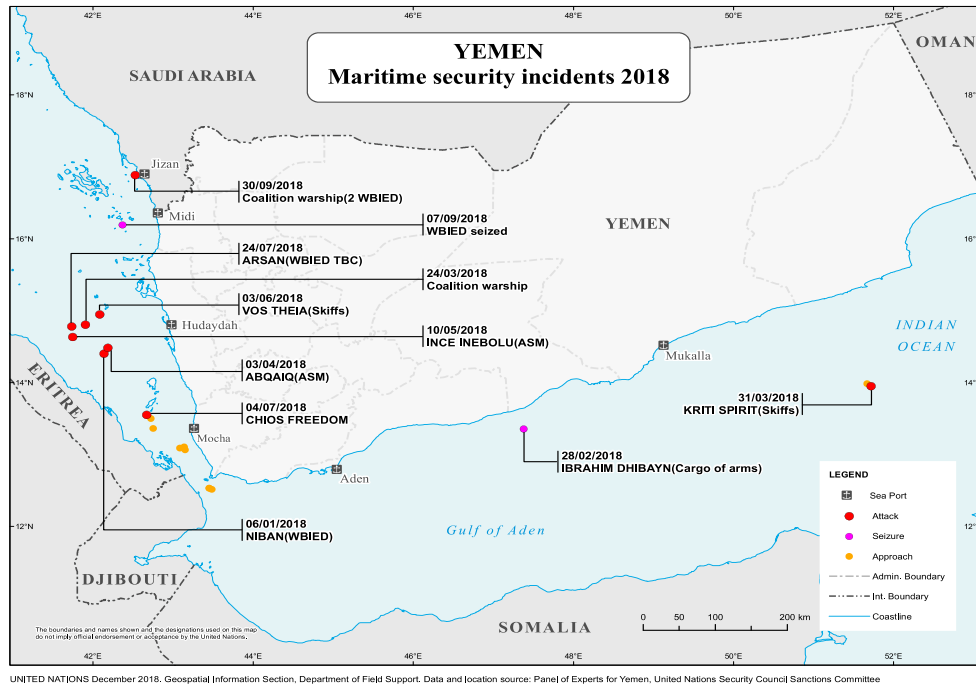 42°E 44°E 46°E 48°E 50°E 52°E
YEMEN
Maritime security incidents 2018
OMAN
SAUDI ARABIA
18°N
18°N
Jizan
30/09/2018
Coalition warship(2 WBIED)
Midi
07/09/2018
WBIED seized
YEMEN
16°N
16°N
24/07/2018
ARSAN(WBIED TBC)
24/03/2018
Coalition warship
03/06/2018
VOS THEIA(Skiffs)
Hudaydah
10/05/2018
INCE INEBOLU(ASM)
INDIAN
OCEAN
Mukalla
03/04/2018
ABQAIQ(ASM)
ERITREA
14°N
14°N
31/03/2018
KRITI SPIRIT(Skiffs)
04/07/2018
CHIOS FREEDOM
Mocha
28/02/2018
IBRAHIM DHIBAYN(Cargo of arms)
Aden
06/01/2018
NIBAN(WBIED)
12°N
12°N
Gulf of Aden
DJIBOUTI
SOMALIA
LEGEND
Sea Port
Attack
Seizure
Approach
Admin. Boundary
Int. Boundary
Coastline
0 100 200 km
The boundaries and names shown and the designations used on this map
do not imply official endorsement or acceptance by the United Nations.
42°E 44°E 46°E 48°E 50°E 52°E
UNITED NATIONS December 2018. Geospatial Information Section, Department of Field Support. Data and location source: Panel of Experts for Yemen, United Nations Security Council Sanctions Committee